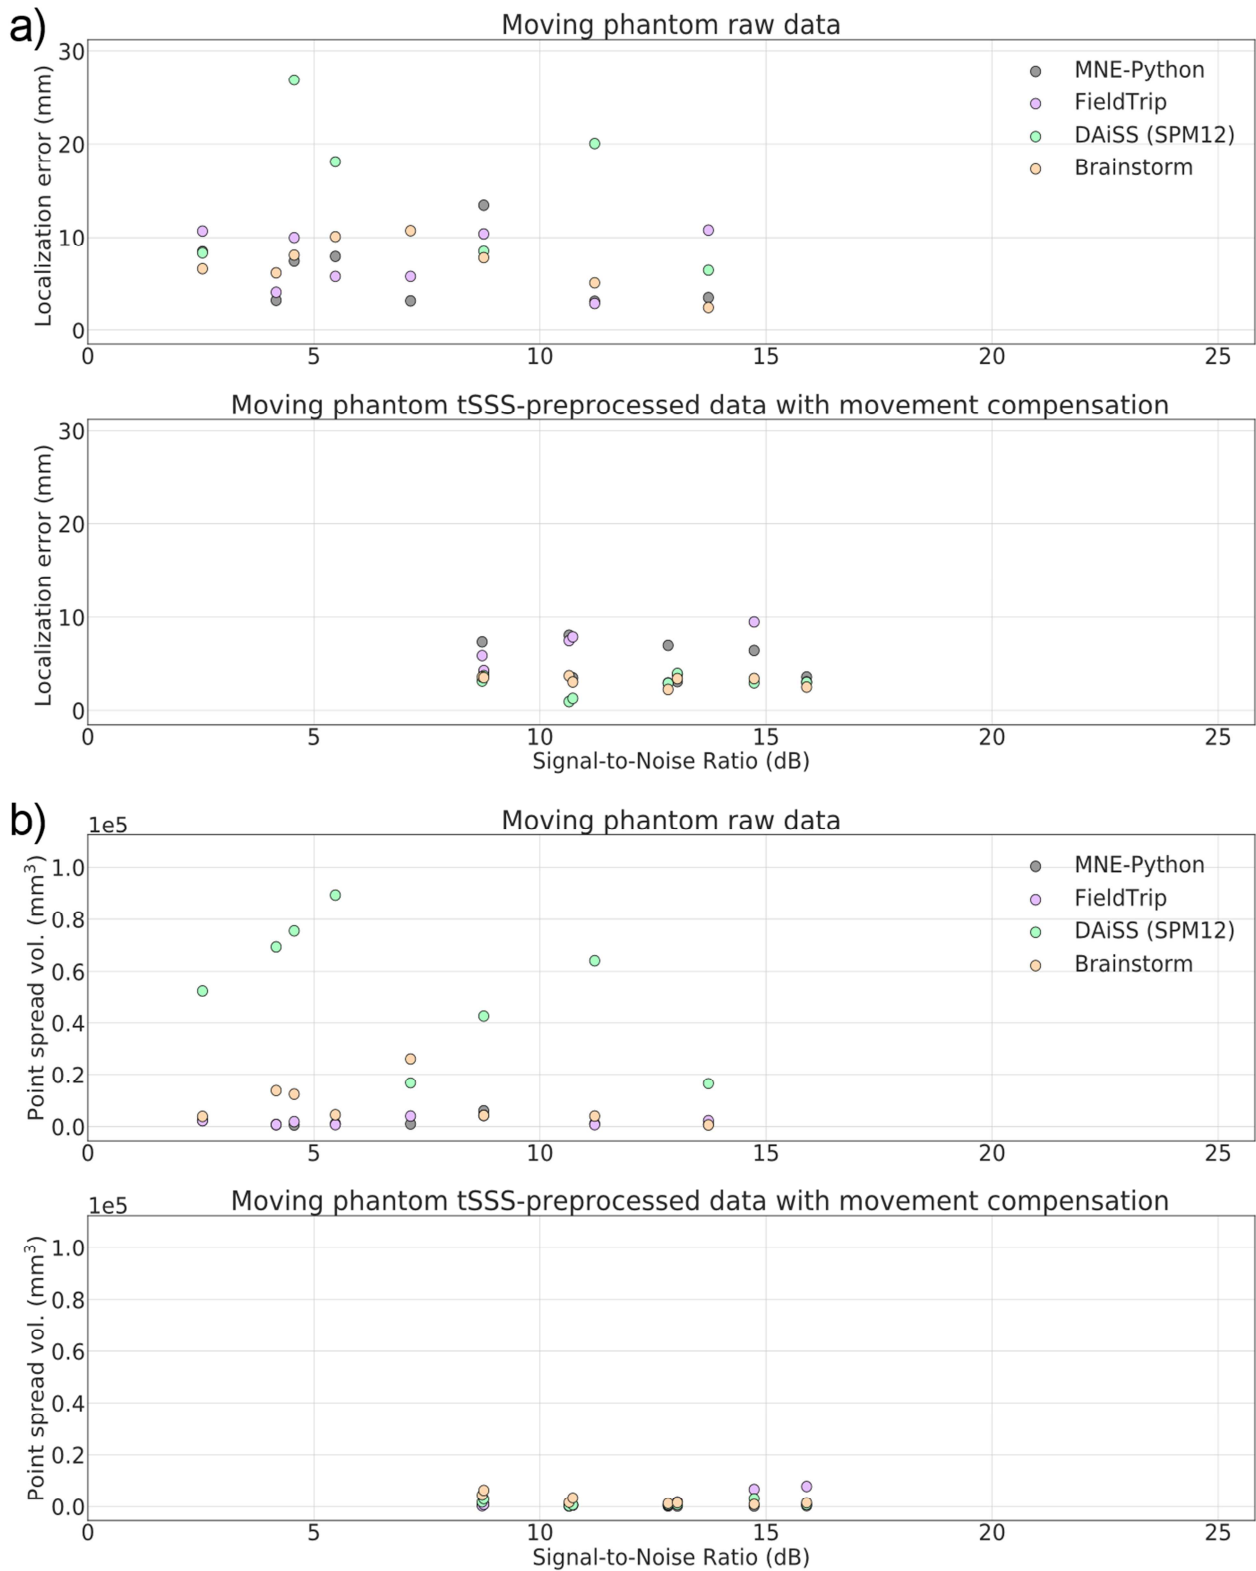 a)
Moving phantom raw data
Localization error (mm)
30
20
10
0
MNE-Python
FieldTrip
DAiSS (SPM12)
Brainstorm
0 5 10 15 20 25
Moving phantom tSSS-preprocessed data with movement compensation
Localization error (mm)
30
20
10
0
0 5 10 15 20 25
Signal-to-Noise Ratio (dB)
b)
1e5
Moving phantom raw data
Point spread vol. (mm³)
1.0
0.8
0.6
0.4
0.2
0.0
MNE-Python
FieldTrip
DAiSS (SPM12)
Brainstorm
0 5 10 15 20 25
1e5
Moving phantom tSSS-preprocessed data with movement compensation
Point spread vol. (mm³)
1.0
0.8
0.6
0.4
0.2
0.0
0 5 10 15 20 25
Signal-to-Noise Ratio (dB)